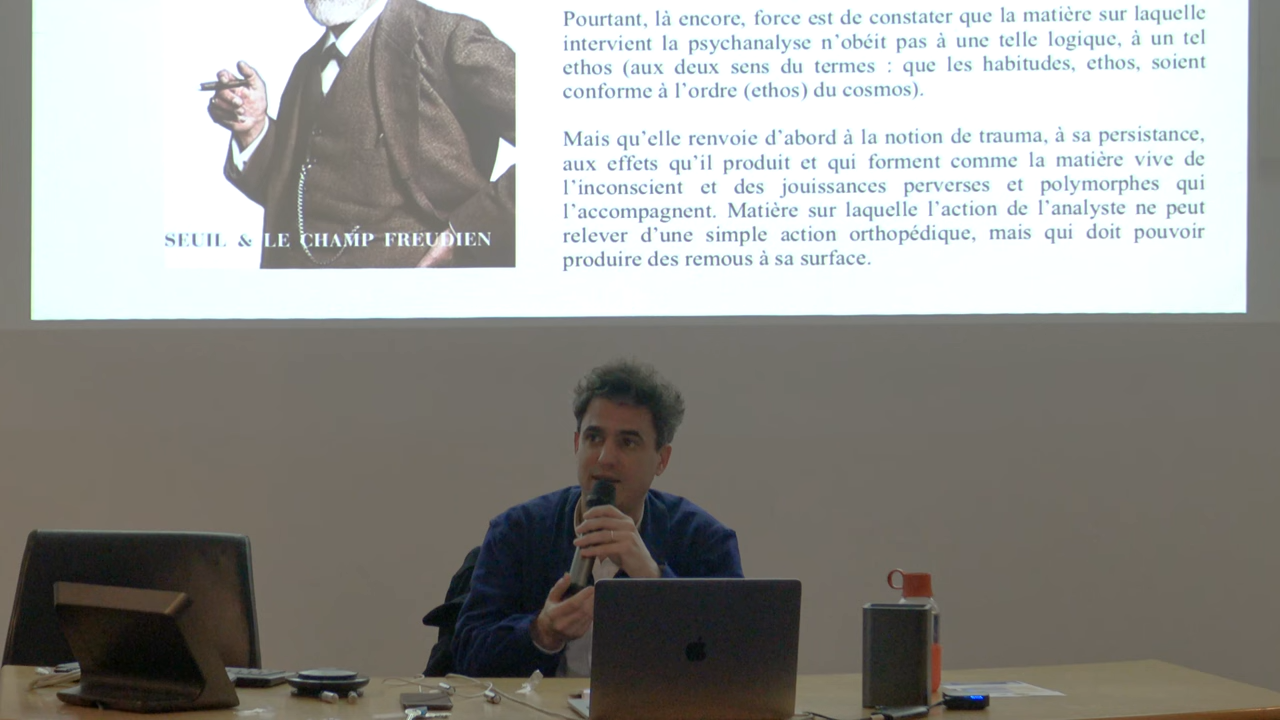 Pourtant, là encore, force est de constater que la matière sur laquelle
intervient la psychanalyse n'obéit pas à une telle logique, à un tel
ethos (aux deux sens du termes : que les habitudes, ethos, soient
conforme à l'ordre (ethos) du cosmos).
Mais qu'elle renvoie d'abord à la notion de trauma, à sa persistance,
aux effets qu'il produit et qui forment comme la matière vive de
l'inconscient et des jouissances perverses et polymorphes qui
l'accompagnent. Matière sur laquelle l'action de l'analyste ne peut
relever d'une simple action orthopédique, mais qui doit pouvoir
produire des remous à sa surface.
SEUIL & LE CHAMP FREUDIEN